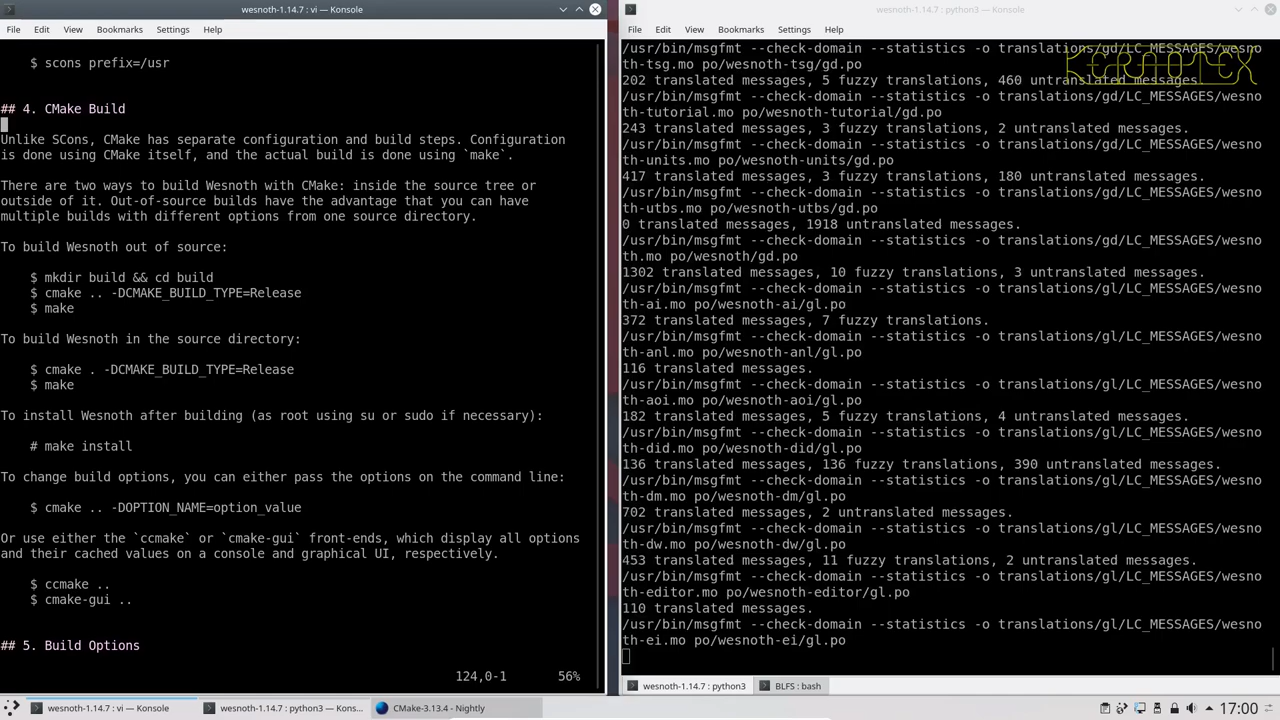 wesnoth-1.14.7 : vi — Konsole
File Edit View Bookmarks Settings Help
$ scons prefix=/usr
## 4. CMake Build
Unlike SCons, CMake has separate configuration and build steps. Configuration
is done using CMake itself, and the actual build is done using `make`.
There are two ways to build Wesnoth with CMake: inside the source tree or
outside of it. Out-of-source builds have the advantage that you can have
multiple builds with different options from one source directory.
To build Wesnoth out of source:
$ mkdir build && cd build
$ cmake .. -DCMAKE_BUILD_TYPE=Release
$ make
To build Wesnoth in the source directory:
$ cmake . -DCMAKE_BUILD_TYPE=Release
$ make
To install Wesnoth after building (as root using su or sudo if necessary):
# make install
To change build options, you can either pass the options on the command line:
$ cmake .. -DOPTION_NAME=option_value
Or use either the `ccmake` or `cmake-gui` front-ends, which display all options
and their cached values on a console and graphical UI, respectively.
$ ccmake ..
$ cmake-gui ..
## 5. Build Options
124,0-1 56%
wesnoth-1.14.7 : python3 — Konsole
File Edit View Bookmarks Settings Help
/usr/bin/msgfmt --check-domain --statistics -o translations/gd/LC_MESSAGES/wesno
th-tsg.mo po/wesnoth-tsg/gd.po
202 translated messages, 5 fuzzy translations, 460 untranslated messages.
/usr/bin/msgfmt --check-domain --statistics -o translations/gd/LC_MESSAGES/wesno
th-tutorial.mo po/wesnoth-tutorial/gd.po
243 translated messages, 3 fuzzy translations, 2 untranslated messages.
/usr/bin/msgfmt --check-domain --statistics -o translations/gd/LC_MESSAGES/wesno
th-units.mo po/wesnoth-units/gd.po
417 translated messages, 3 fuzzy translations, 180 untranslated messages.
/usr/bin/msgfmt --check-domain --statistics -o translations/gd/LC_MESSAGES/wesno
th-utbs.mo po/wesnoth-utbs/gd.po
0 translated messages, 1918 untranslated messages.
/usr/bin/msgfmt --check-domain --statistics -o translations/gd/LC_MESSAGES/wesno
th.mo po/wesnoth/gd.po
1302 translated messages, 10 fuzzy translations, 3 untranslated messages.
/usr/bin/msgfmt --check-domain --statistics -o translations/gl/LC_MESSAGES/wesno
th-ai.mo po/wesnoth-ai/gl.po
372 translated messages, 7 fuzzy translations.
/usr/bin/msgfmt --check-domain --statistics -o translations/gl/LC_MESSAGES/wesno
th-anl.mo po/wesnoth-anl/gl.po
116 translated messages.
/usr/bin/msgfmt --check-domain --statistics -o translations/gl/LC_MESSAGES/wesno
th-aoi.mo po/wesnoth-aoi/gl.po
182 translated messages, 5 fuzzy translations, 4 untranslated messages.
/usr/bin/msgfmt --check-domain --statistics -o translations/gl/LC_MESSAGES/wesno
th-did.mo po/wesnoth-did/gl.po
136 translated messages, 136 fuzzy translations, 390 untranslated messages.
/usr/bin/msgfmt --check-domain --statistics -o translations/gl/LC_MESSAGES/wesno
th-dm.mo po/wesnoth-dm/gl.po
702 translated messages, 2 untranslated messages.
/usr/bin/msgfmt --check-domain --statistics -o translations/gl/LC_MESSAGES/wesno
th-dw.mo po/wesnoth-dw/gl.po
453 translated messages, 11 fuzzy translations, 2 untranslated messages.
/usr/bin/msgfmt --check-domain --statistics -o translations/gl/LC_MESSAGES/wesno
th-editor.mo po/wesnoth-editor/gl.po
110 translated messages.
/usr/bin/msgfmt --check-domain --statistics -o translations/gl/LC_MESSAGES/wesno
th-ei.mo po/wesnoth-ei/gl.po
wesnoth-1.14.7 : python3 BLFS : bash
wesnoth-1.14.7 : vi — Konsole wesnoth-1.14.7 : python3 — Kons... CMake-3.13.4 - Nightly 17:00